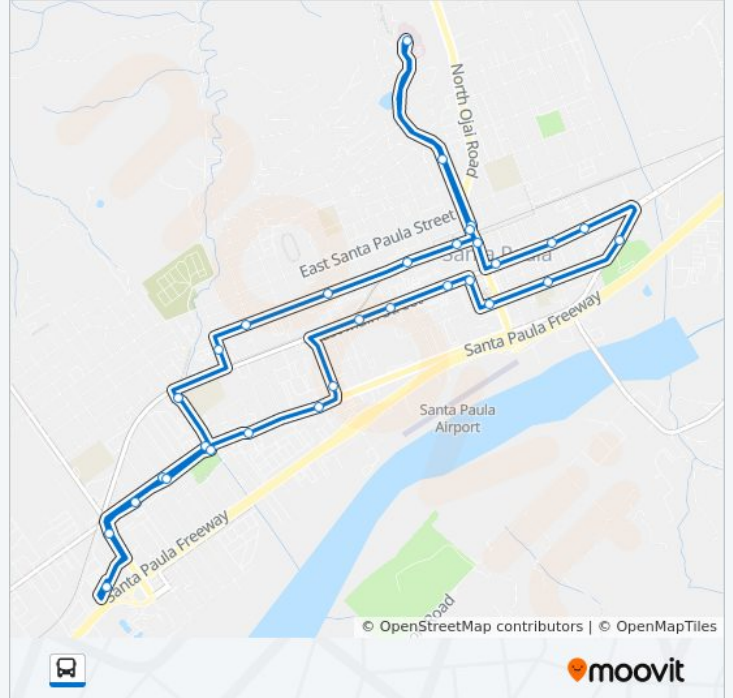 North Ojai Road
East Santa Paula Street
Santa Paula
Street
Santa Paula Freeway
Santa Paula
Airport
Santa Paula Freeway
Road
© OpenStreetMap contributors | © OpenMapTiles
moovit